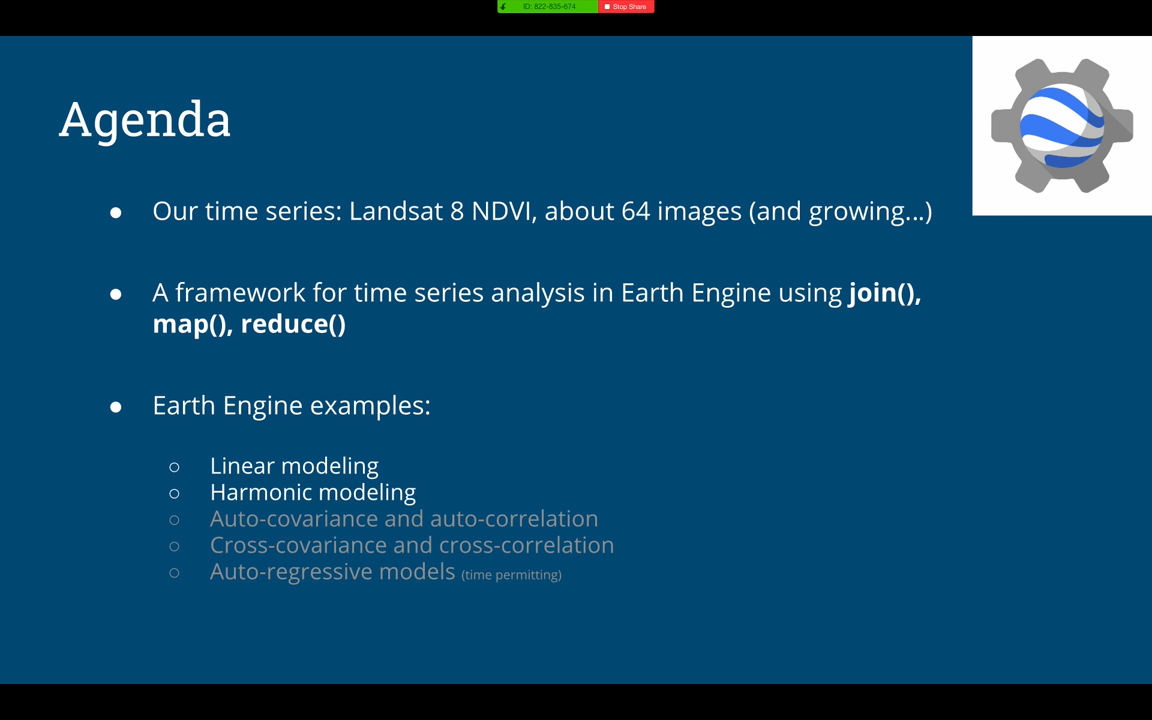 ID: 822-835-674 Stop Share
Agenda
● Our time series: Landsat 8 NDVI, about 64 images (and growing...)
● A framework for time series analysis in Earth Engine using join(),
map(), reduce()
● Earth Engine examples:
○ Linear modeling
○ Harmonic modeling
○ Auto-covariance and auto-correlation
○ Cross-covariance and cross-correlation
○ Auto-regressive models (time permitting)